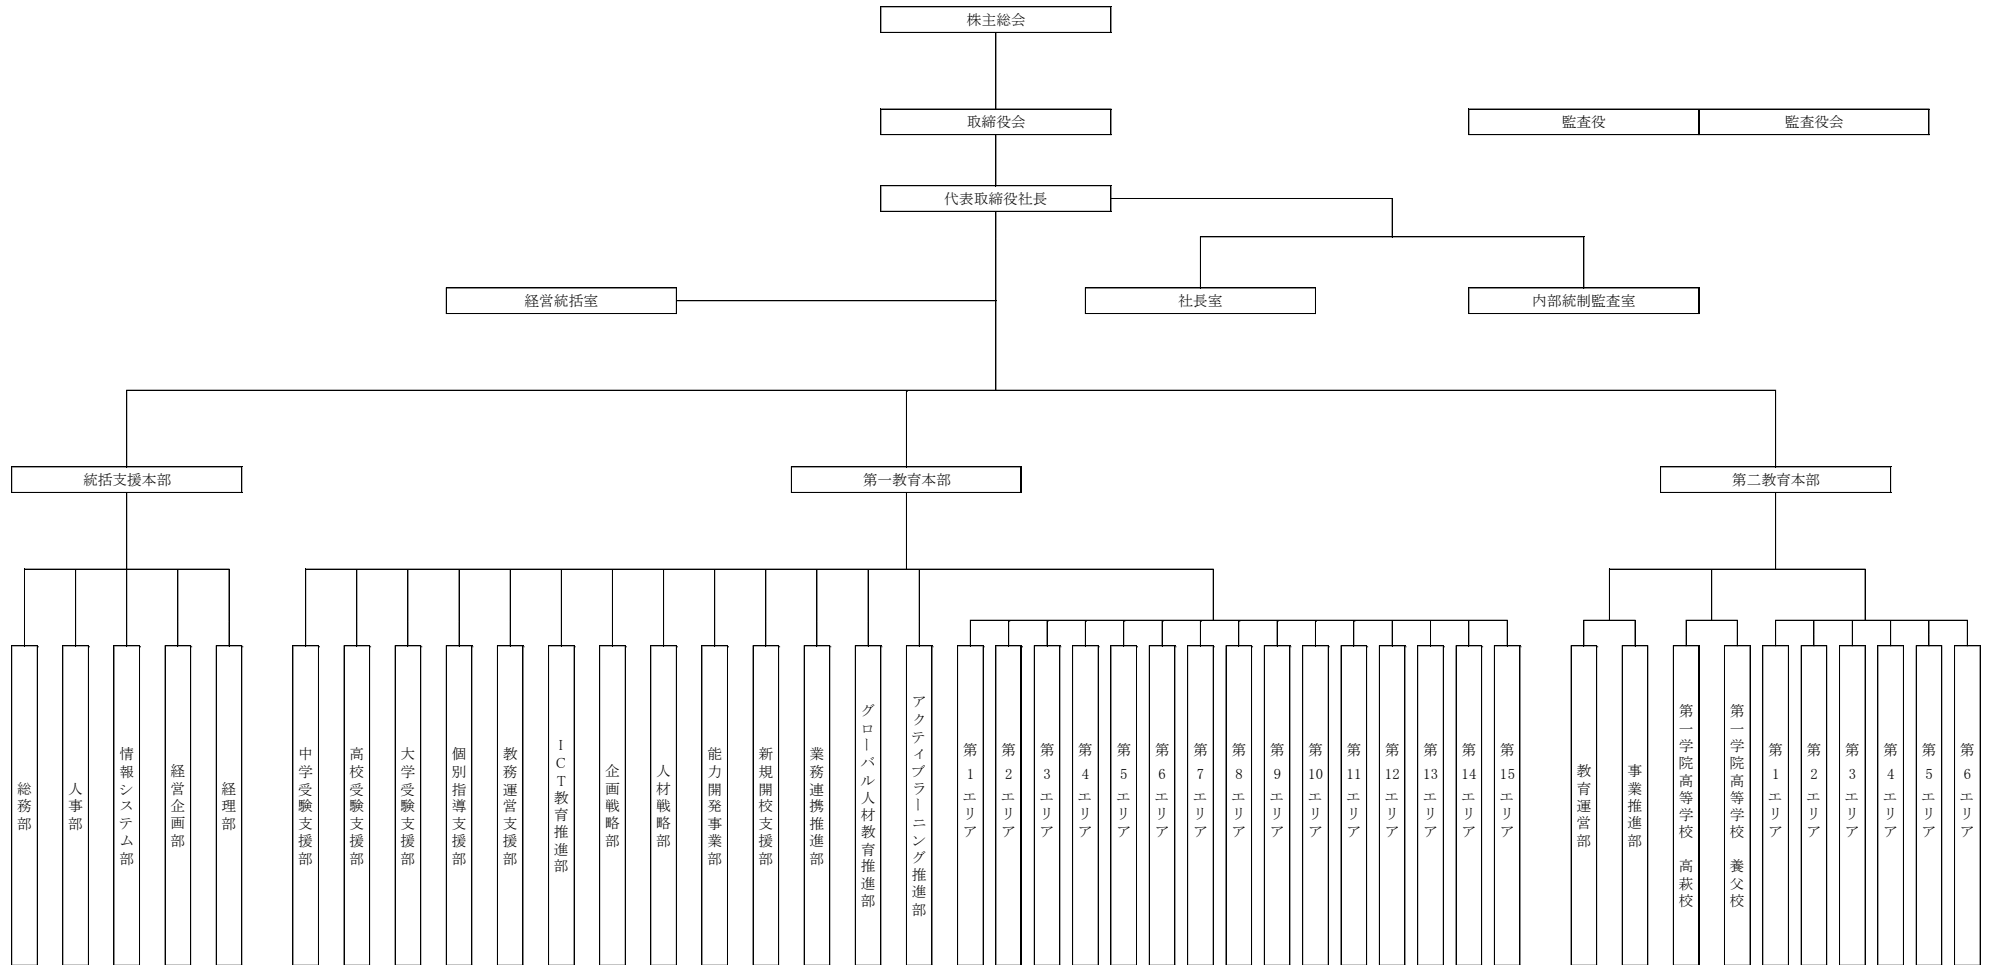 株主総会
取締役会
監査役
監査役会
代表取締役社長
経営統括室
社長室
内部統制監査室
統括支援本部
第一教育本部
第二教育本部
総務部
人事部
情報システム部
経営企画部
経理部
中学受験支援部
高校受験支援部
大学受験支援部
個別指導支援部
教務運営支援部
ICT教育推進部
企画戦略部
人材戦略部
能力開発事業部
新規開校支援部
業務連携推進部
グローバル人材教育推進部
アクティブラーニング推進部
第1エリア
第2エリア
第3エリア
第4エリア
第5エリア
第6エリア
第7エリア
第8エリア
第9エリア
第10エリア
第11エリア
第12エリア
第13エリア
第14エリア
第15エリア
教育運営部
事業推進部
第一学院高等学校 高萩校
第一学院高等学校 養父校
第1エリア
第2エリア
第3エリア
第4エリア
第5エリア
第6エリア